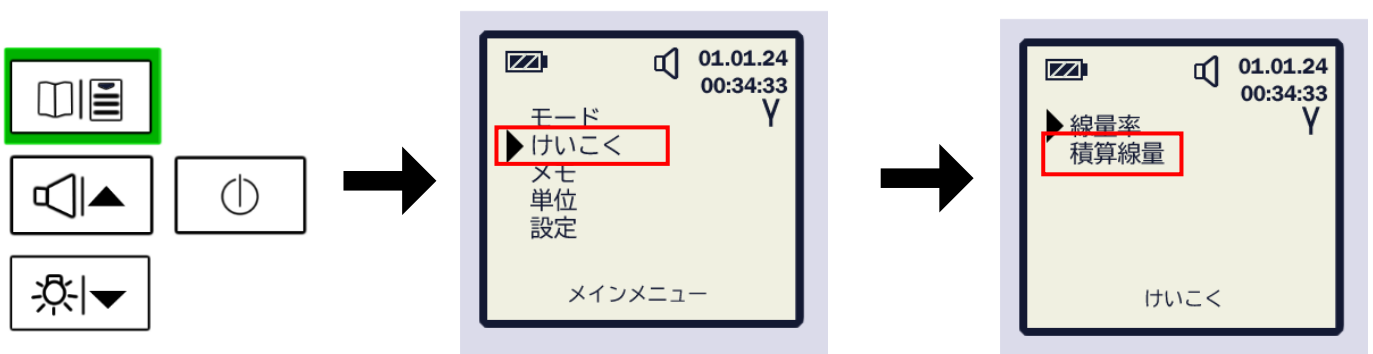 01.01.24
00:34:33
γ
モード
けいこく
メモ
単位
設定
メインメニュー
01.01.24
00:34:33
γ
線量率
積算線量
けいこく